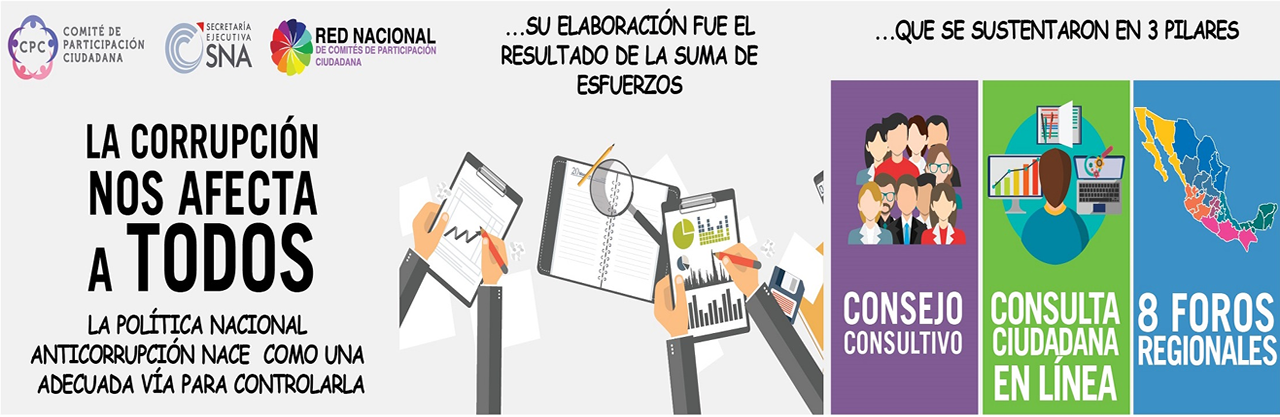 CPC
COMITÉ DE
PARTICIPACIÓN
CIUDADANA
SECRETARÍA
EJECUTIVA
SNA
RED NACIONAL
DE COMITÉS DE PARTICIPACIÓN
CIUDADANA
LA CORRUPCIÓN
NOS AFECTA
A TODOS
LA POLÍTICA NACIONAL
ANTICORRUPCIÓN NACE COMO UNA
ADECUADA VÍA PARA CONTROLARLA
...SU ELABORACIÓN FUE EL
RESULTADO DE LA SUMA DE
ESFUERZOS
...QUE SE SUSTENTARON EN 3 PILARES
CONSEJO
CONSULTIVO
CONSULTA
CIUDADANA
EN LÍNEA
8 FOROS
REGIONALES